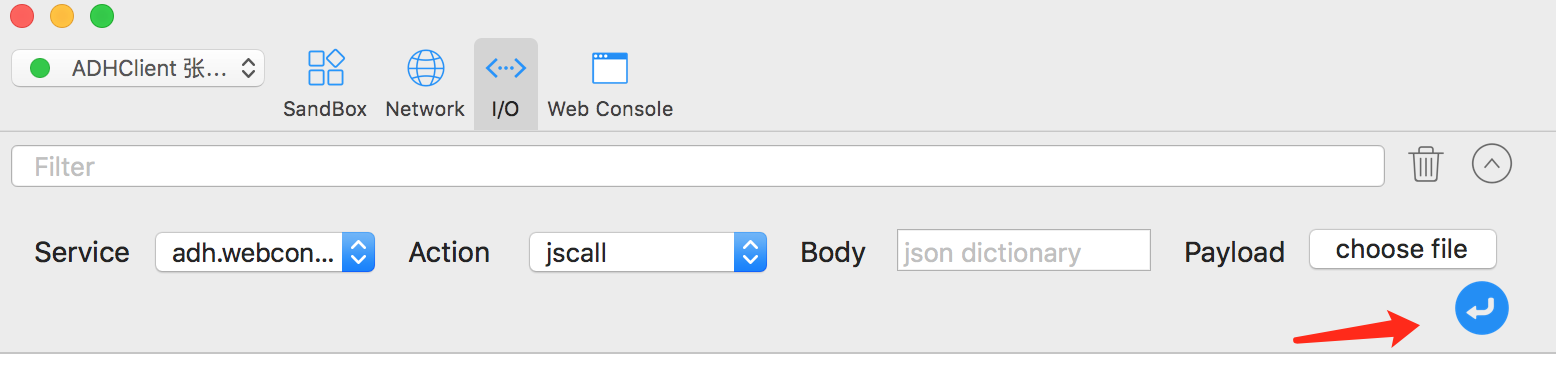 ADHClient 张...
SandBox Network I/O Web Console
Filter
Service adh.webcon... Action jscall Body json dictionary Payload choose file